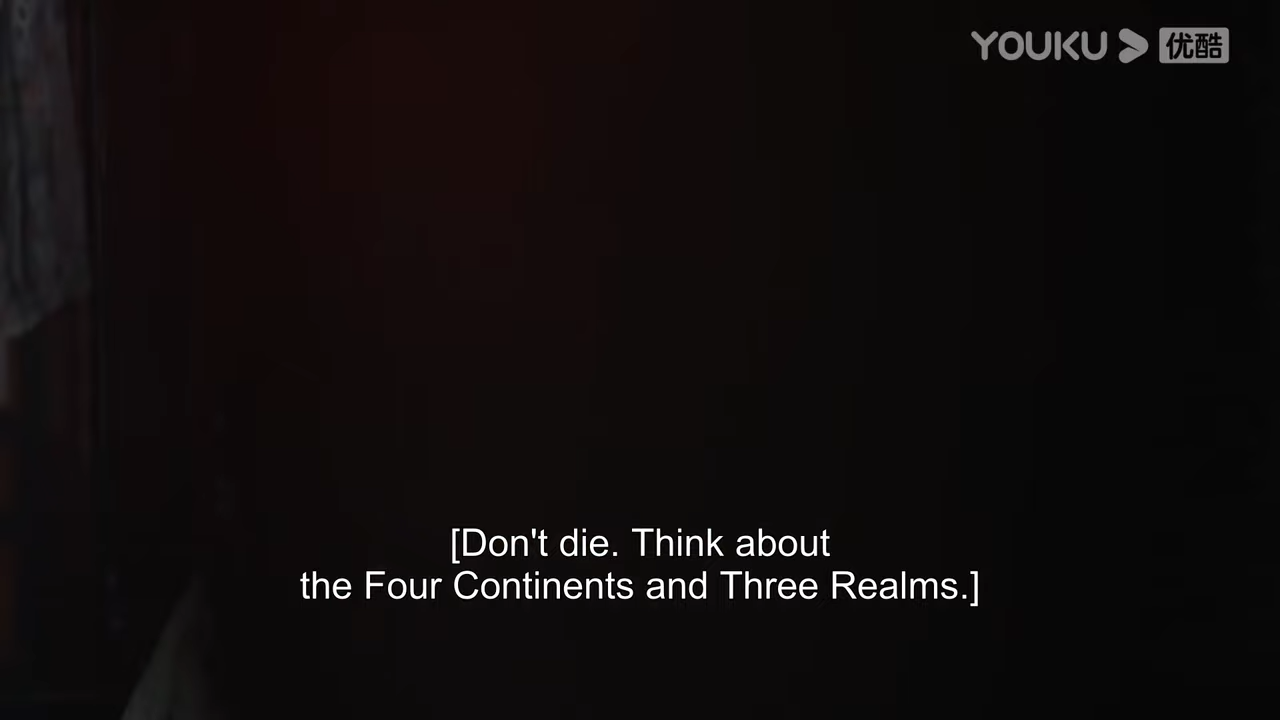 YOUKU 优酷
[Don't die. Think about
the Four Continents and Three Realms.]